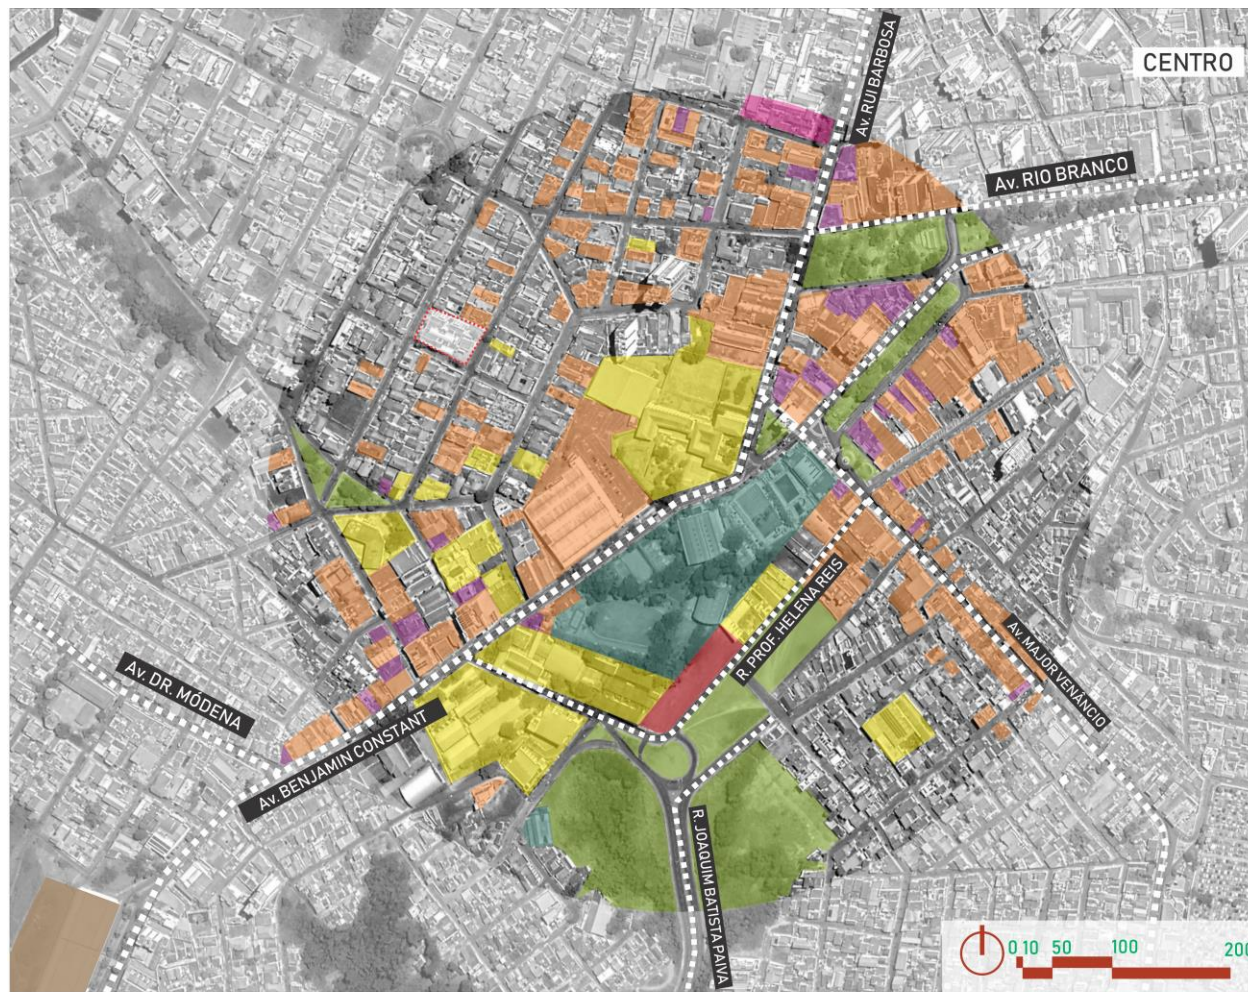 Av. RUI BARBOSA
CENTRO
Av. RIO BRANCO
R. PROF. HELENA REIS
Av. MAJOR VENÂNCIO
Av. DR. MÓDENA
Av. BENJAMIN CONSTANT
R. JOAQUIM BATISTA PAIVA
0 10 50 100 200